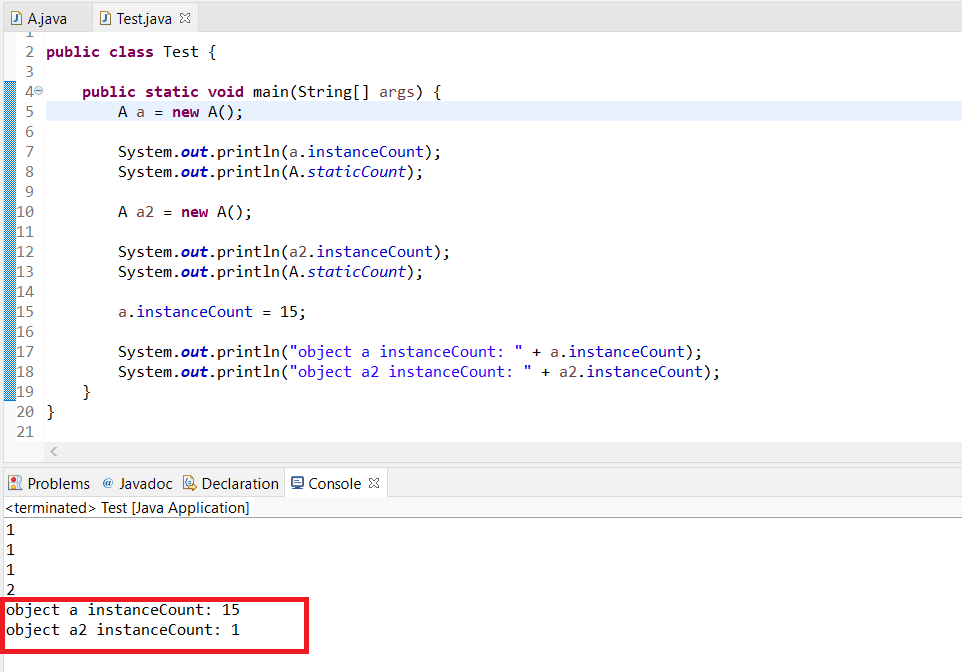 A.java Test.java
1
2 public class Test {
3
4 public static void main(String[] args) {
5 A a = new A();
6
7 System.out.println(a.instanceCount);
8 System.out.println(A.staticCount);
9
10 A a2 = new A();
11
12 System.out.println(a2.instanceCount);
13 System.out.println(A.staticCount);
14
15 a.instanceCount = 15;
16
17 System.out.println("object a instanceCount: " + a.instanceCount);
18 System.out.println("object a2 instanceCount: " + a2.instanceCount);
19 }
20 }
21
Problems @ Javadoc Declaration Console
<terminated> Test [Java Application]
1
1
1
2
object a instanceCount: 15
object a2 instanceCount: 1